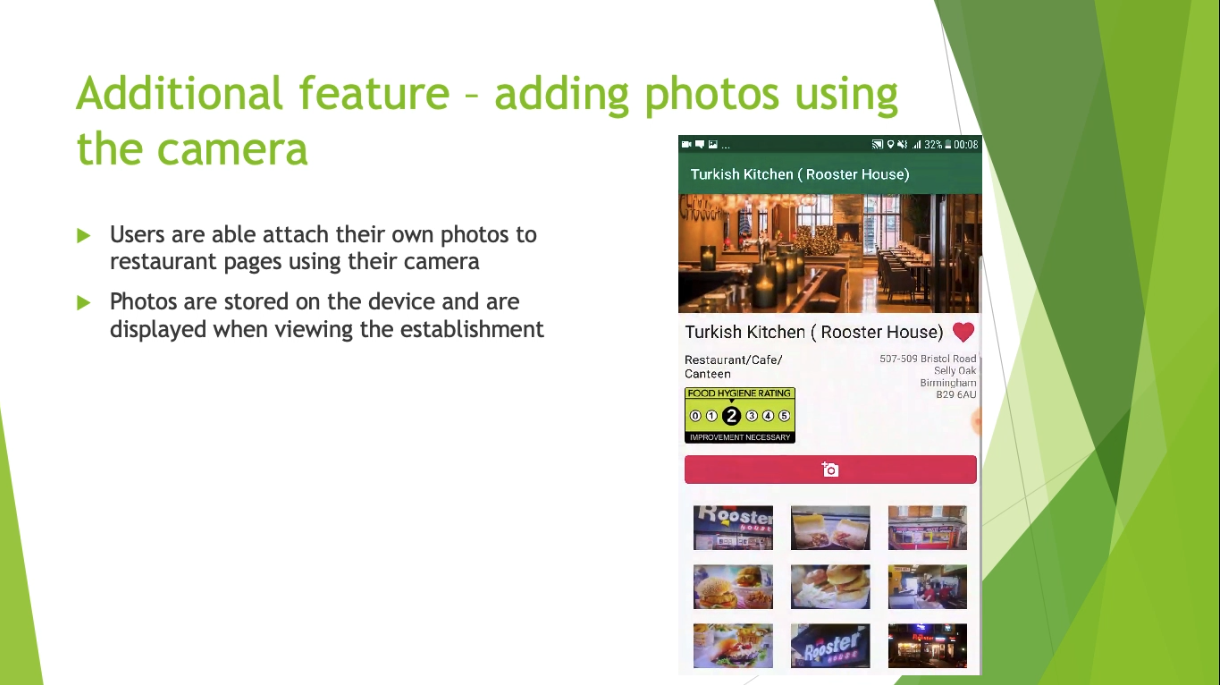 Additional feature – adding photos using
the camera
Users are able attach their own photos to
restaurant pages using their camera
Photos are stored on the device and are
displayed when viewing the establishment
... 32% 00:08
Turkish Kitchen ( Rooster House)
Turkish Kitchen ( Rooster House)
Restaurant/Cafe/
Canteen
507-509 Bristol Road
Selly Oak
Birmingham
B29 6AU
FOOD HYGIENE RATING
0 1 2 3 4 5
IMPROVEMENT NECESSARY
Rooster
Rooster